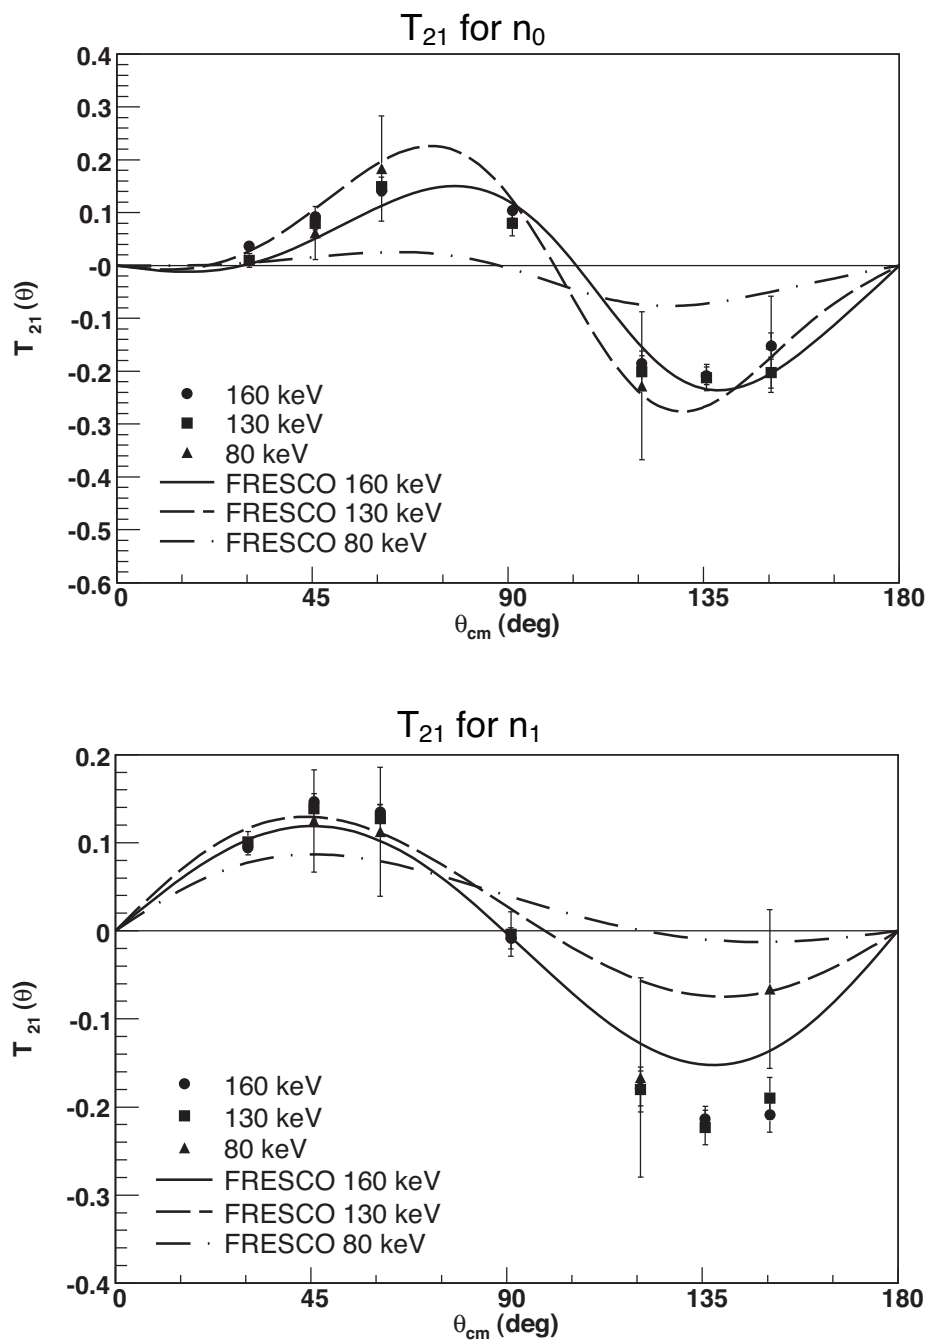 T21 for n0
0.4
0.3
0.2
0.1
-0
-0.1
-0.2
-0.3
-0.4
-0.5
-0.6
T 21 (θ)
160 keV
130 keV
80 keV
FRESCO 160 keV
FRESCO 130 keV
FRESCO 80 keV
0 45 90 135 180
θcm (deg)
T21 for n1
0.2
0.1
0
-0.1
-0.2
-0.3
-0.4
T 21 (θ)
160 keV
130 keV
80 keV
FRESCO 160 keV
FRESCO 130 keV
FRESCO 80 keV
0 45 90 135 180
θcm (deg)